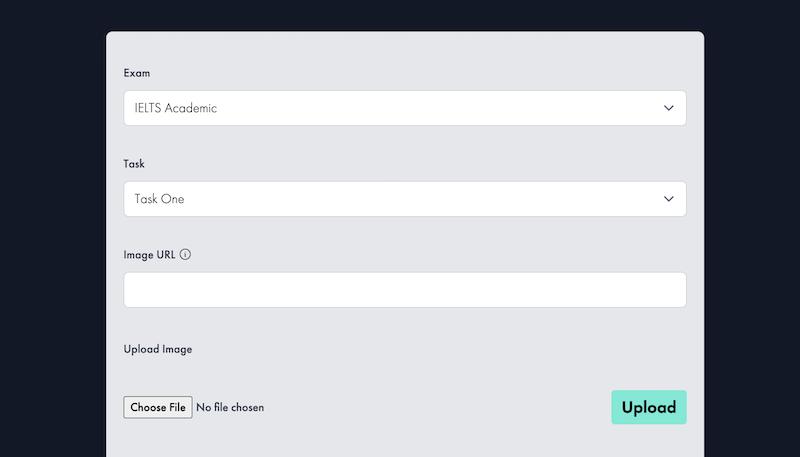 Exam
IELTS Academic
Task
Task One
Image URL
Upload Image
Choose File No file chosen
Upload